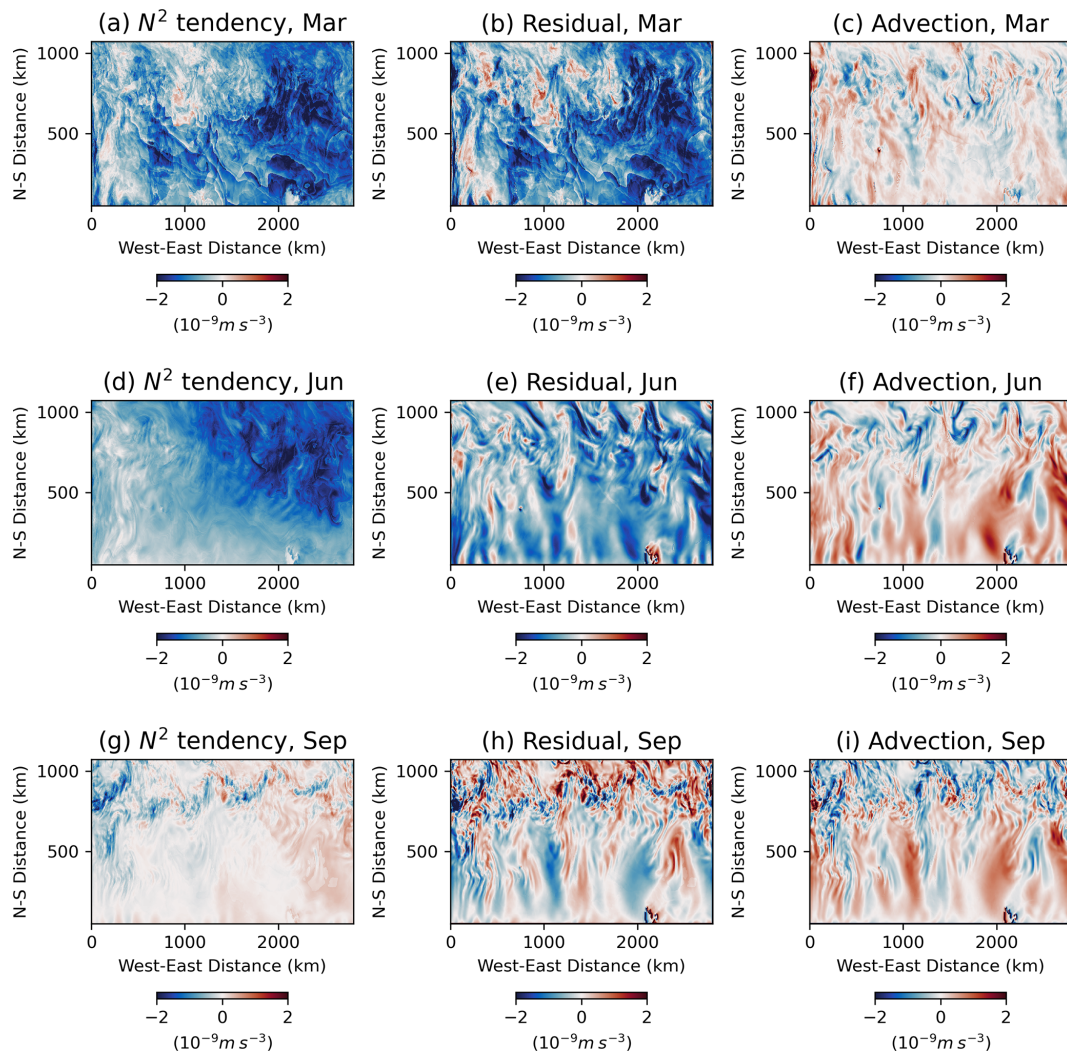 (a) N² tendency, Mar
(b) Residual, Mar
(c) Advection, Mar
1000
500
N-S Distance (km)
0 1000 2000
West-East Distance (km)
−2 0 2
(10⁻⁹m s⁻³)
1000
500
N-S Distance (km)
0 1000 2000
West-East Distance (km)
−2 0 2
(10⁻⁹m s⁻³)
1000
500
N-S Distance (km)
0 1000 2000
West-East Distance (km)
−2 0 2
(10⁻⁹m s⁻³)
(d) N² tendency, Jun
(e) Residual, Jun
(f) Advection, Jun
1000
500
N-S Distance (km)
0 1000 2000
West-East Distance (km)
−2 0 2
(10⁻⁹m s⁻³)
1000
500
N-S Distance (km)
0 1000 2000
West-East Distance (km)
−2 0 2
(10⁻⁹m s⁻³)
1000
500
N-S Distance (km)
0 1000 2000
West-East Distance (km)
−2 0 2
(10⁻⁹m s⁻³)
(g) N² tendency, Sep
(h) Residual, Sep
(i) Advection, Sep
1000
500
N-S Distance (km)
0 1000 2000
West-East Distance (km)
−2 0 2
(10⁻⁹m s⁻³)
1000
500
N-S Distance (km)
0 1000 2000
West-East Distance (km)
−2 0 2
(10⁻⁹m s⁻³)
1000
500
N-S Distance (km)
0 1000 2000
West-East Distance (km)
−2 0 2
(10⁻⁹m s⁻³)